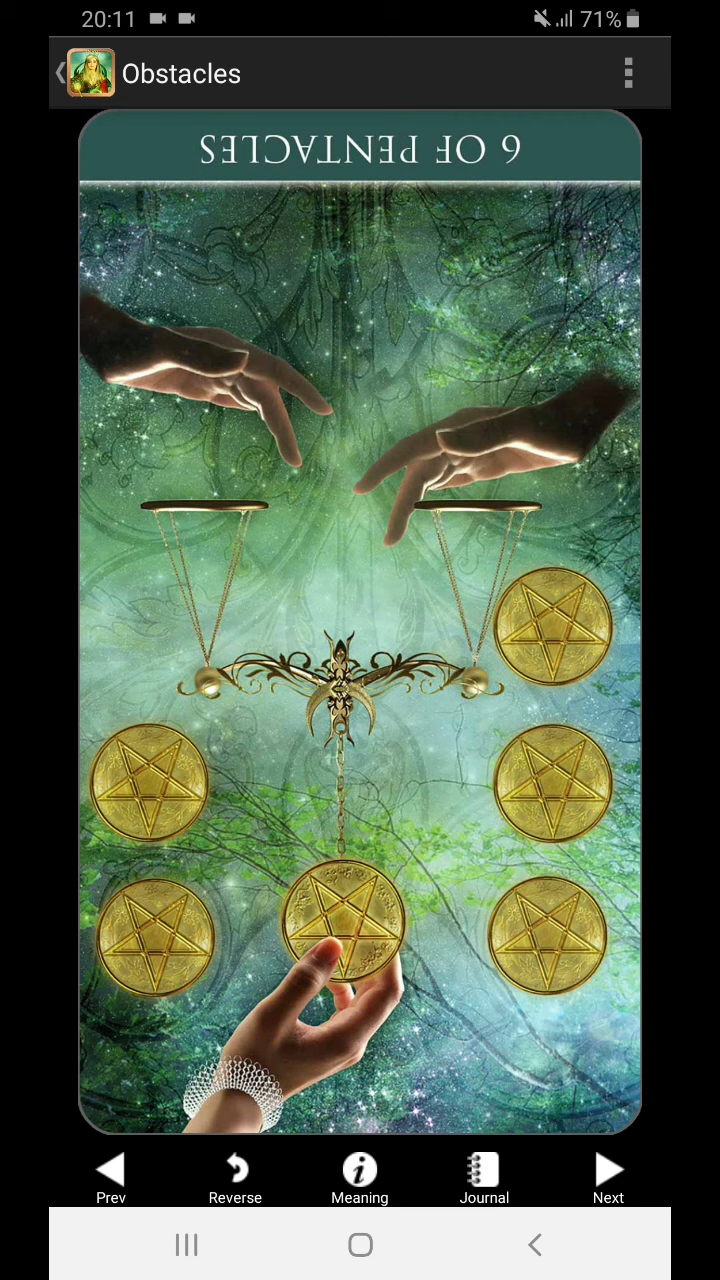 20:11
71%
Obstacles
6 OF PENTACLES
Prev
Reverse
Meaning
Journal
Next